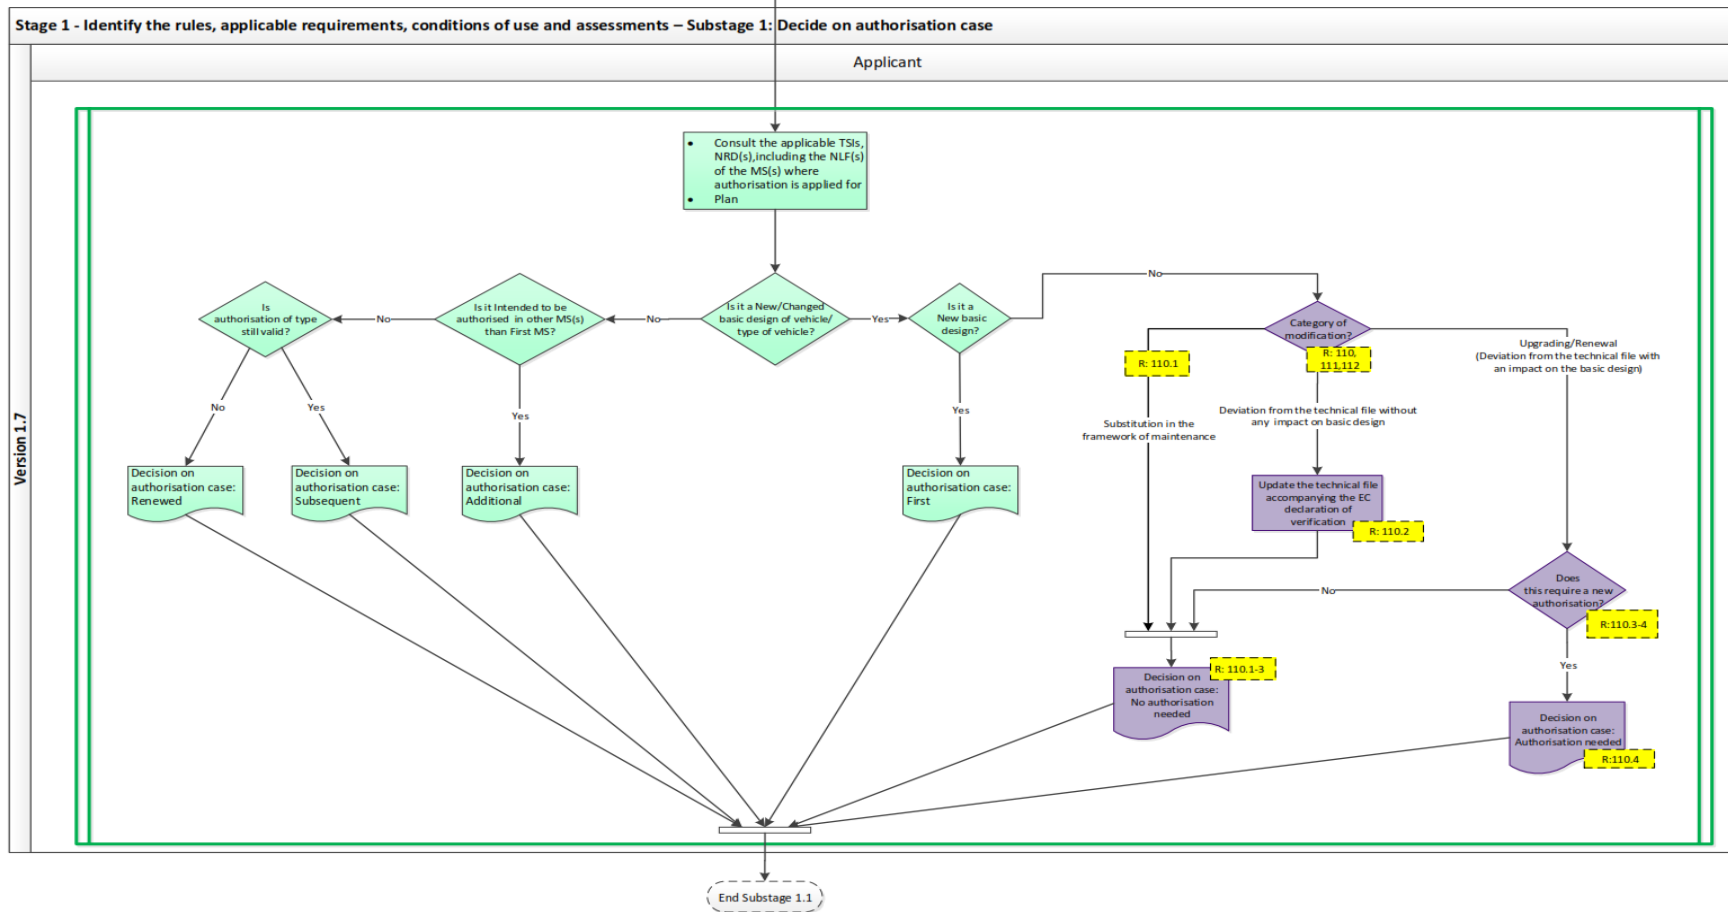 Stage 1 - Identify the rules, applicable requirements, conditions of use and assessments – Substage 1: Decide on authorisation case
Version 1.7
Applicant
• Consult the applicable TSIs,
NRD(s),including the NLF(s)
of the MS(s) where
authorisation is applied for
• Plan
Is
authorisation of type
still valid?
No
Is it Intended to be
authorised in other MS(s)
than First MS?
No
Is it a New/Changed
basic design of vehicle/
type of vehicle?
Yes
Is it a
New basic
design?
No
Category of
modification?
R: 110,
111,112
R: 110.1
Upgrading/Renewal
(Deviation from the technical file with
an impact on the basic design)
No
Yes
Yes
Yes
Substitution in the
framework of maintenance
Deviation from the technical file without
any impact on basic design
Decision on
authorisation case:
Renewed
Decision on
authorisation case:
Subsequent
Decision on
authorisation case:
Additional
Decision on
authorisation case:
First
Update the technical file
accompanying the EC
declaration of
verification
R: 110.2
Does
this require a new
authorisation?
R:110.3-4
No
Yes
R: 110.1-3
Decision on
authorisation case:
No authorisation
needed
Decision on
authorisation case:
Authorisation needed
R:110.4
End Substage 1.1